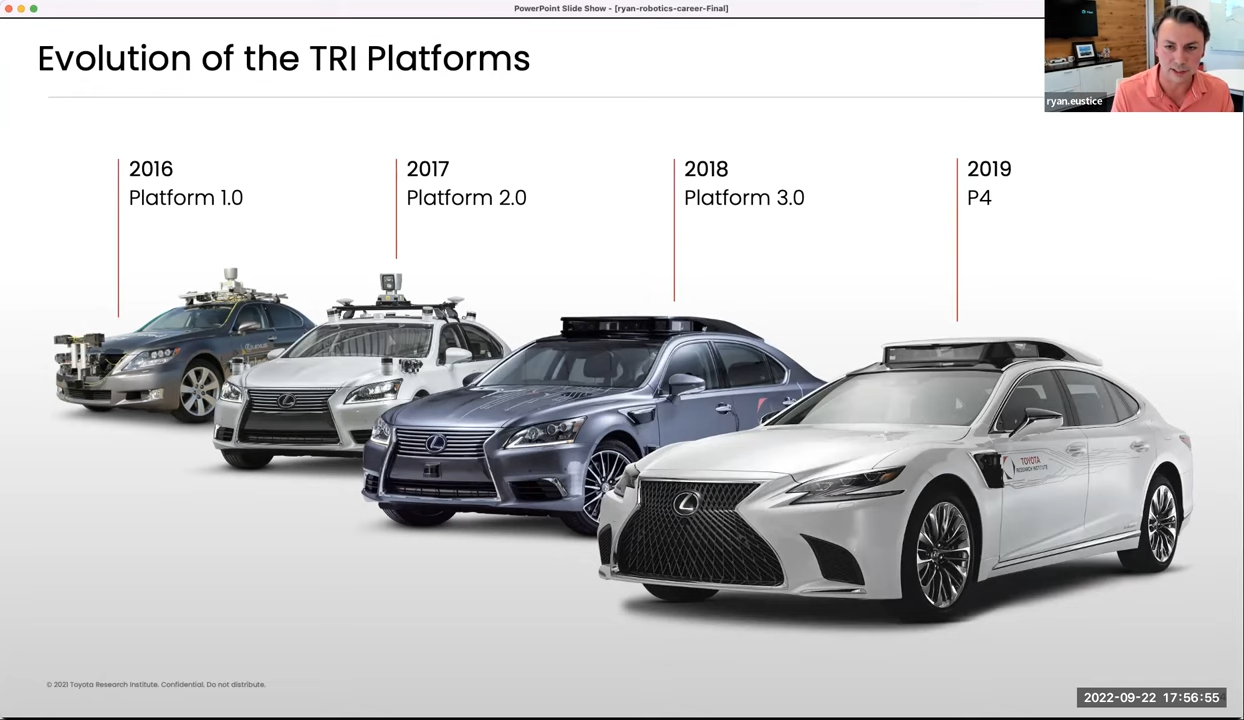 PowerPoint Slide Show - [ryan-robotics-career-Final]
Evolution of the TRI Platforms
ryan.eustice
2016
Platform 1.0
2017
Platform 2.0
2018
Platform 3.0
2019
P4
TOYOTA
RESEARCH INSTITUTE
© 2021 Toyota Research Institute. Confidential. Do not distribute.
2022-09-22 17:56:55